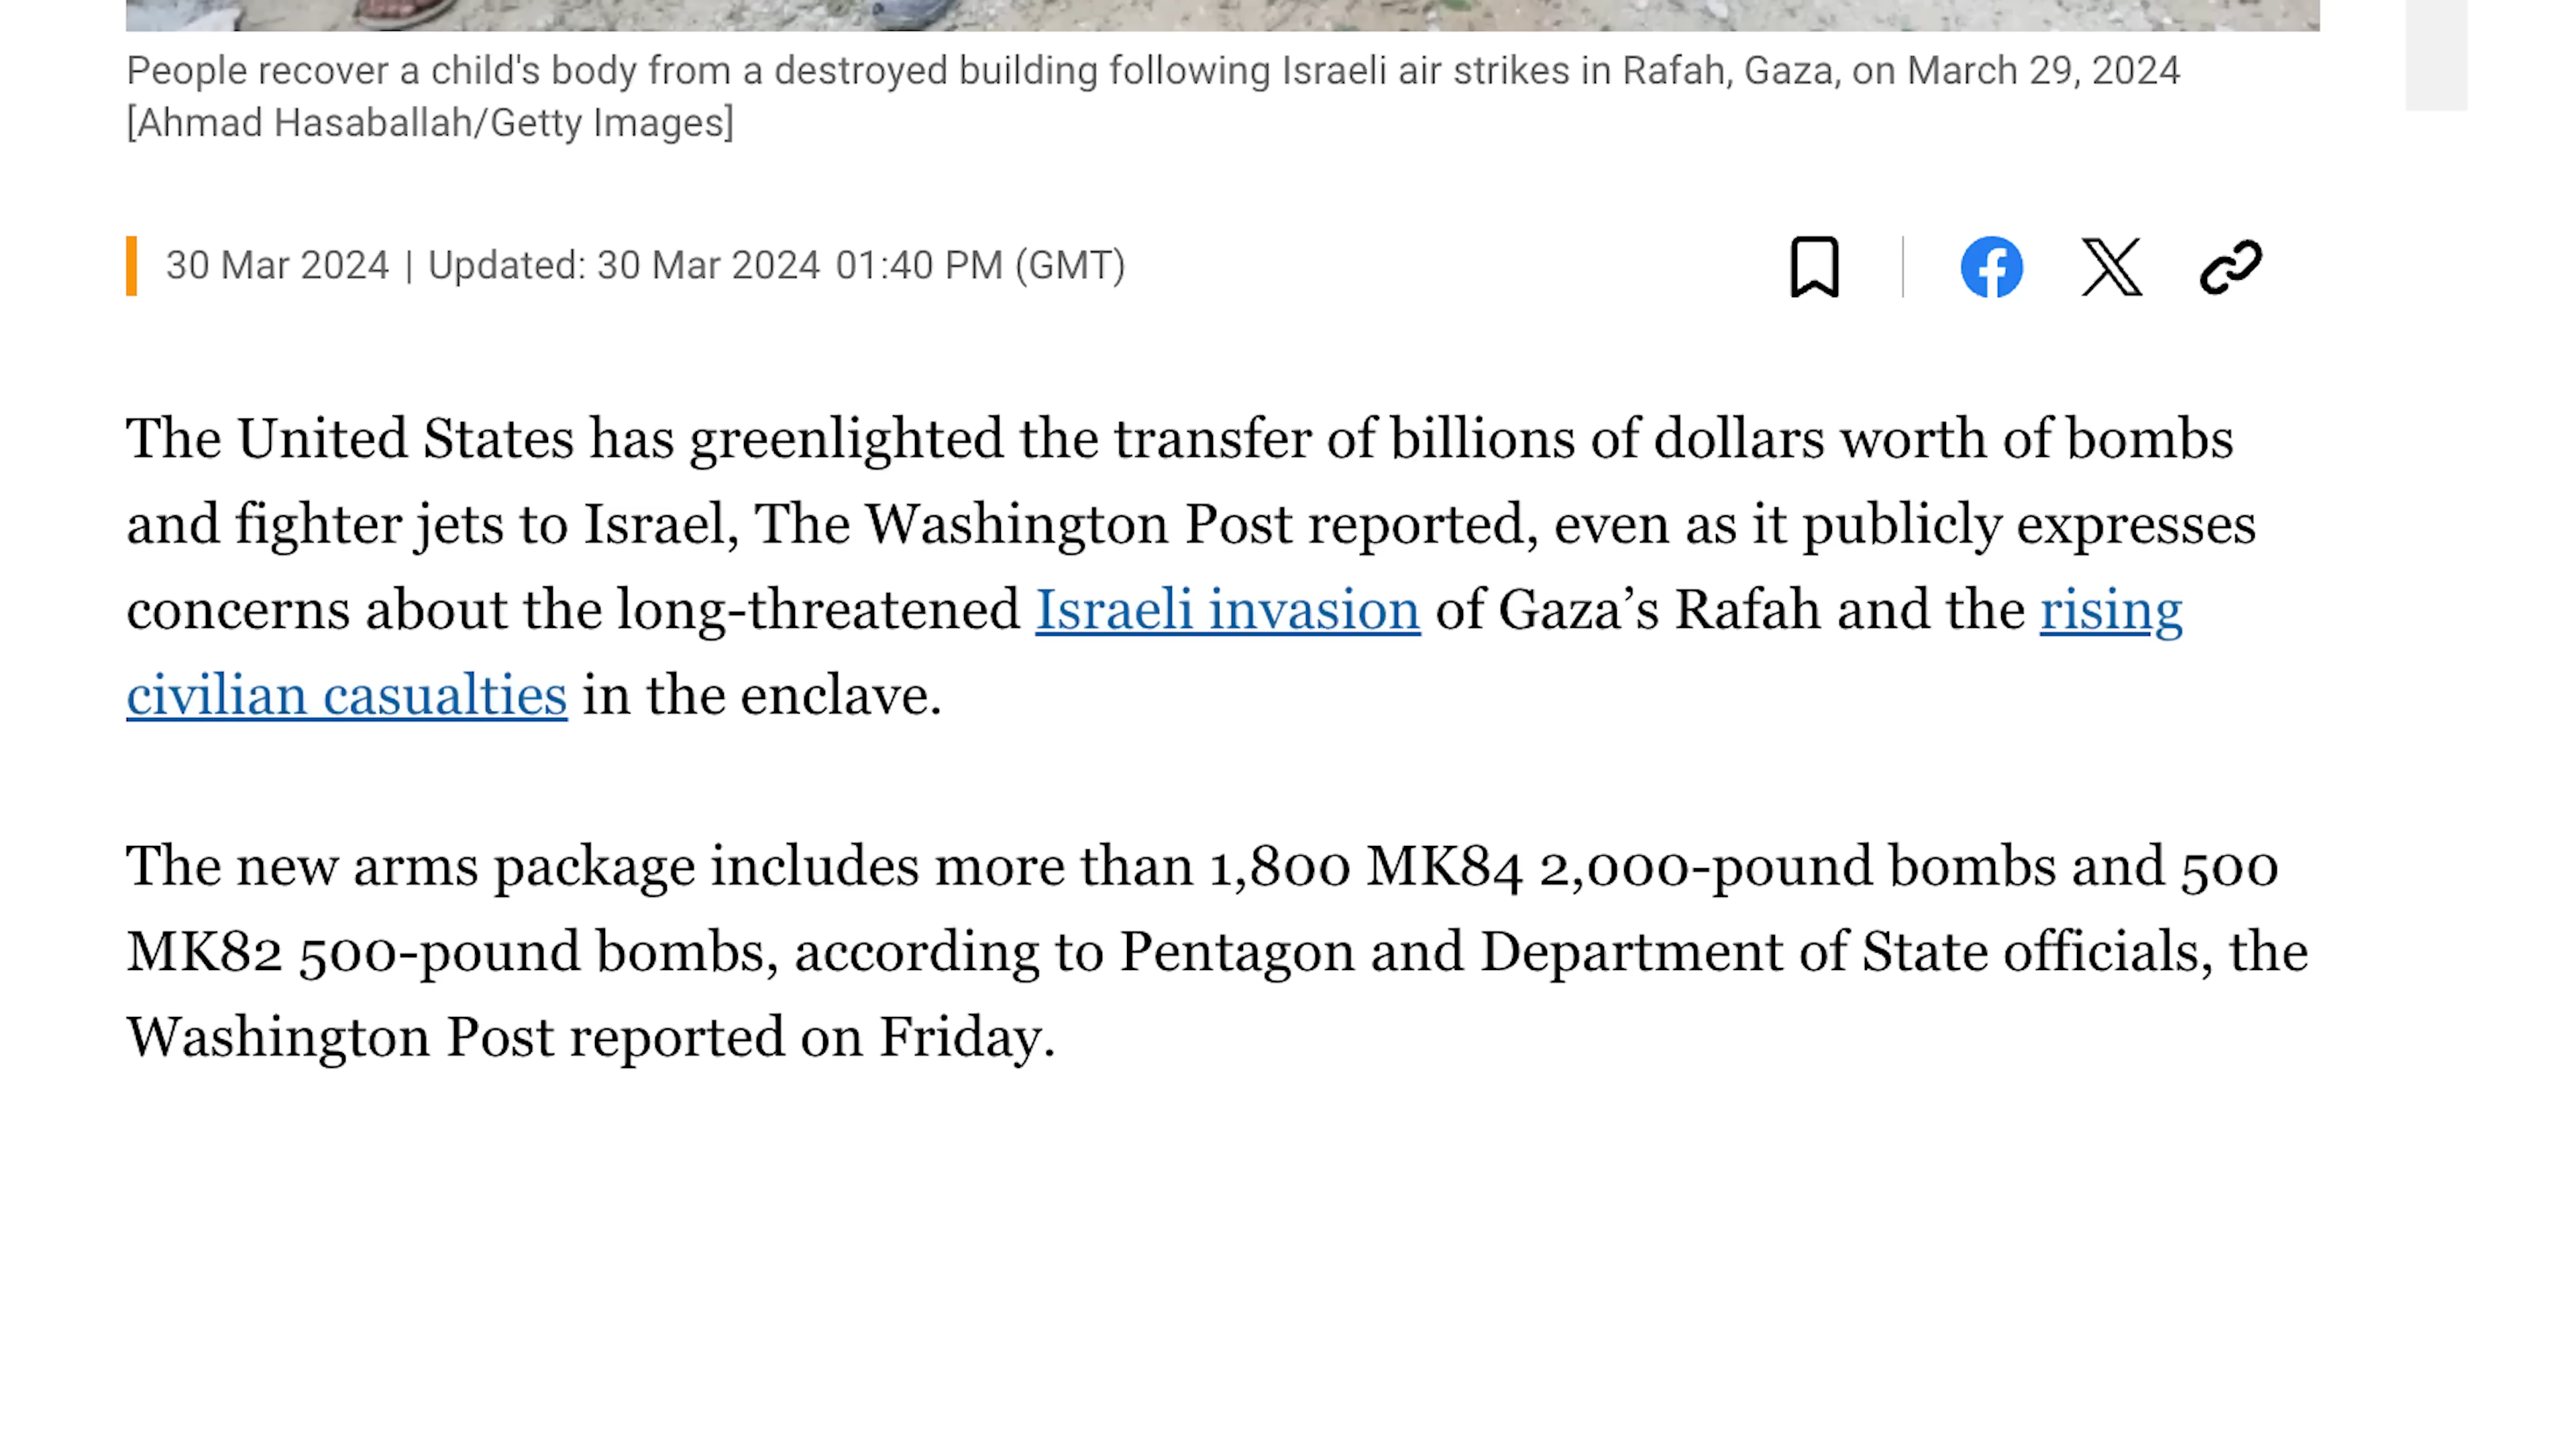 People recover a child's body from a destroyed building following Israeli air strikes in Rafah, Gaza, on March 29, 2024
[Ahmad Hasaballah/Getty Images]
30 Mar 2024 | Updated: 30 Mar 2024 01:40 PM (GMT)
The United States has greenlighted the transfer of billions of dollars worth of bombs
and fighter jets to Israel, The Washington Post reported, even as it publicly expresses
concerns about the long-threatened Israeli invasion of Gaza’s Rafah and the rising
civilian casualties in the enclave.
The new arms package includes more than 1,800 MK84 2,000-pound bombs and 500
MK82 500-pound bombs, according to Pentagon and Department of State officials, the
Washington Post reported on Friday.